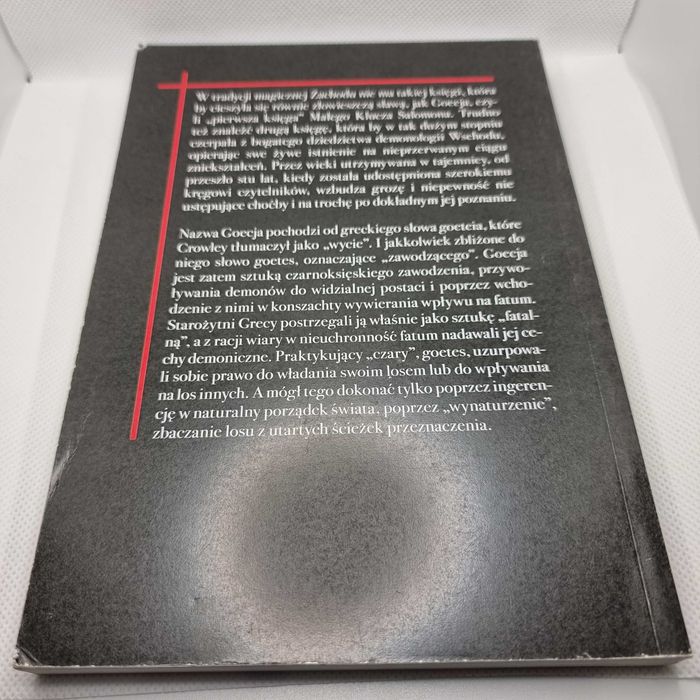 W tradycji magicznej Zachodu nie ma takiej księgi, która
by cieszyła się równie złowieszczą sławą, jak Goecja, czy-
li „pierwsza księga” Małego Klucza Salomona. Trudno
też znaleźć drugą księgę, która by w tak dużym stopniu
czerpała z bogatego dziedzictwa demonologii Wschodu,
opierając swe żywe istnienie na nieprzerwanym ciągu
zniekształceń. Przez wieki utrzymywana w tajemnicy, od
przeszło stu lat, kiedy została udostępniona szerokiemu
kręgowi czytelników, wzbudza grozę i niepewność nie
ustępujące choćby i na trochę po dokładnym jej poznaniu.
Nazwa Goecja pochodzi od greckiego słowa goeteia, które
Crowley tłumaczył jako „wycie”. I jakkolwiek zbliżone do
niego słowo goetes, oznaczające „zawodzącego”. Goecja
jest zatem sztuką czarnoksięskiego zawodzenia, przywo-
ływania demonów do widzialnej postaci i poprzez wcho-
dzenie z nimi w konszachty wywierania wpływu na fatum.
Starożytni Grecy postrzegali ją właśnie jako sztukę „fatal-
ną”, a z racji wiary w nieuchronność fatum nadawali jej ce-
chy demoniczne. Praktykujący „czary”, goetes, uzurpowa-
li sobie prawo do władania swoim losem lub do wpływania
na los innych. A mógł tego dokonać tylko poprzez ingeren-
cję w naturalny porządek świata, poprzez „wynaturzenie”,
zbaczanie losu z utartych ścieżek przeznaczenia.